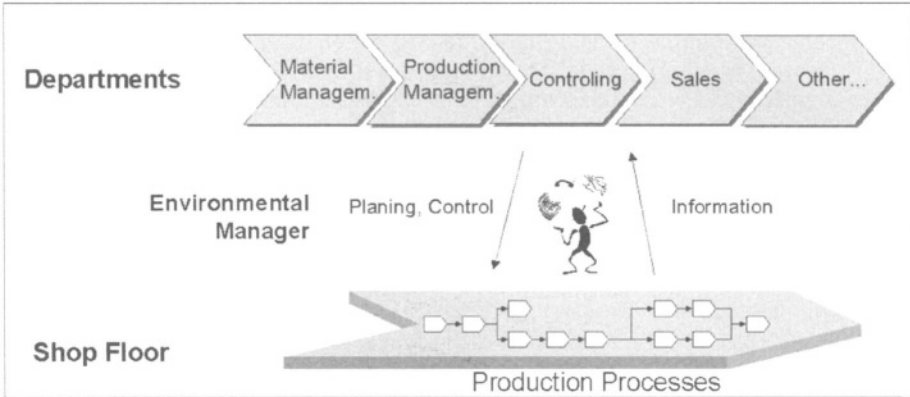 Departments
Material
Managem.
Production
Managem.
Controling
Sales
Other...
Environmental
Manager
Planing, Control
Information
Shop Floor
Production Processes